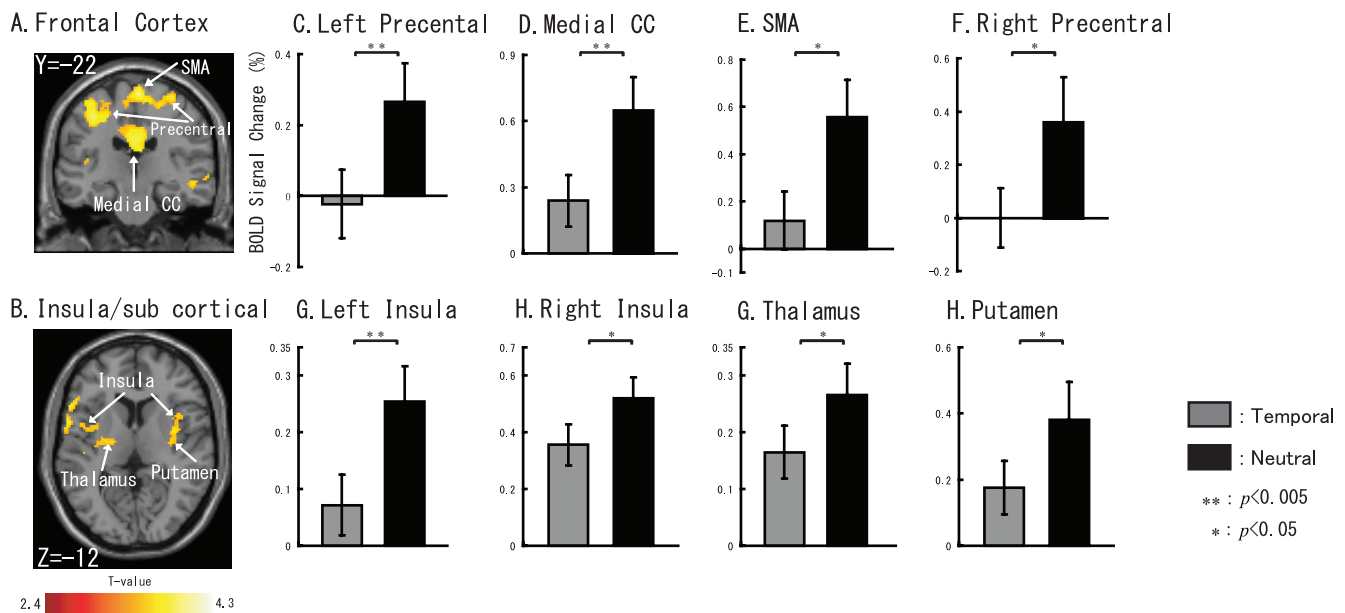 A. Frontal Cortex
Y=-22
SMA
Precentral
Medial CC
C. Left Precental
**
BOLD Signal Change (%)
0.4
0.2
0
-0.2
D. Medial CC
**
0.9
0.6
0.3
0
E. SMA
*
0.8
0.6
0.4
0.2
0
-0.1
F. Right Precentral
*
0.6
0.4
0.2
0
-0.2
B. Insula/sub cortical
Insula
Thalamus
Putamen
Z=-12
T-value
2.4
4.3
G. Left Insula
**
0.35
0.3
0.2
0.1
0
H. Right Insula
*
0.7
0.6
0.4
0.2
0
G. Thalamus
*
0.35
0.3
0.2
0.1
0
H. Putamen
*
0.6
0.4
0.2
0
: Temporal
: Neutral
** : p<0.005
* : p<0.05